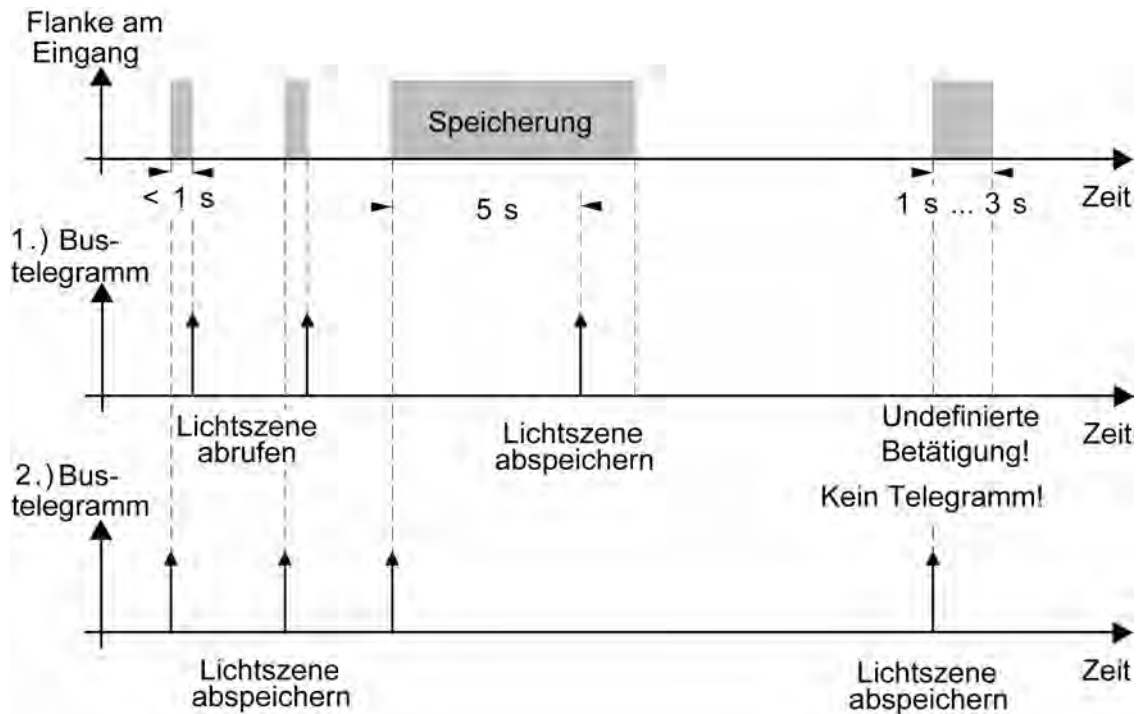 Flanke am
Eingang
Speicherung
< 1 s
5 s
1 s ... 3 s
Zeit
1.) Bus-
telegramm
Lichtszene
abrufen
Lichtszene
abspeichern
Undefinierte
Betätigung!
Kein Telegramm!
Zeit
2.) Bus-
telegramm
Lichtszene
abspeichern
Lichtszene
abspeichern
Zeit